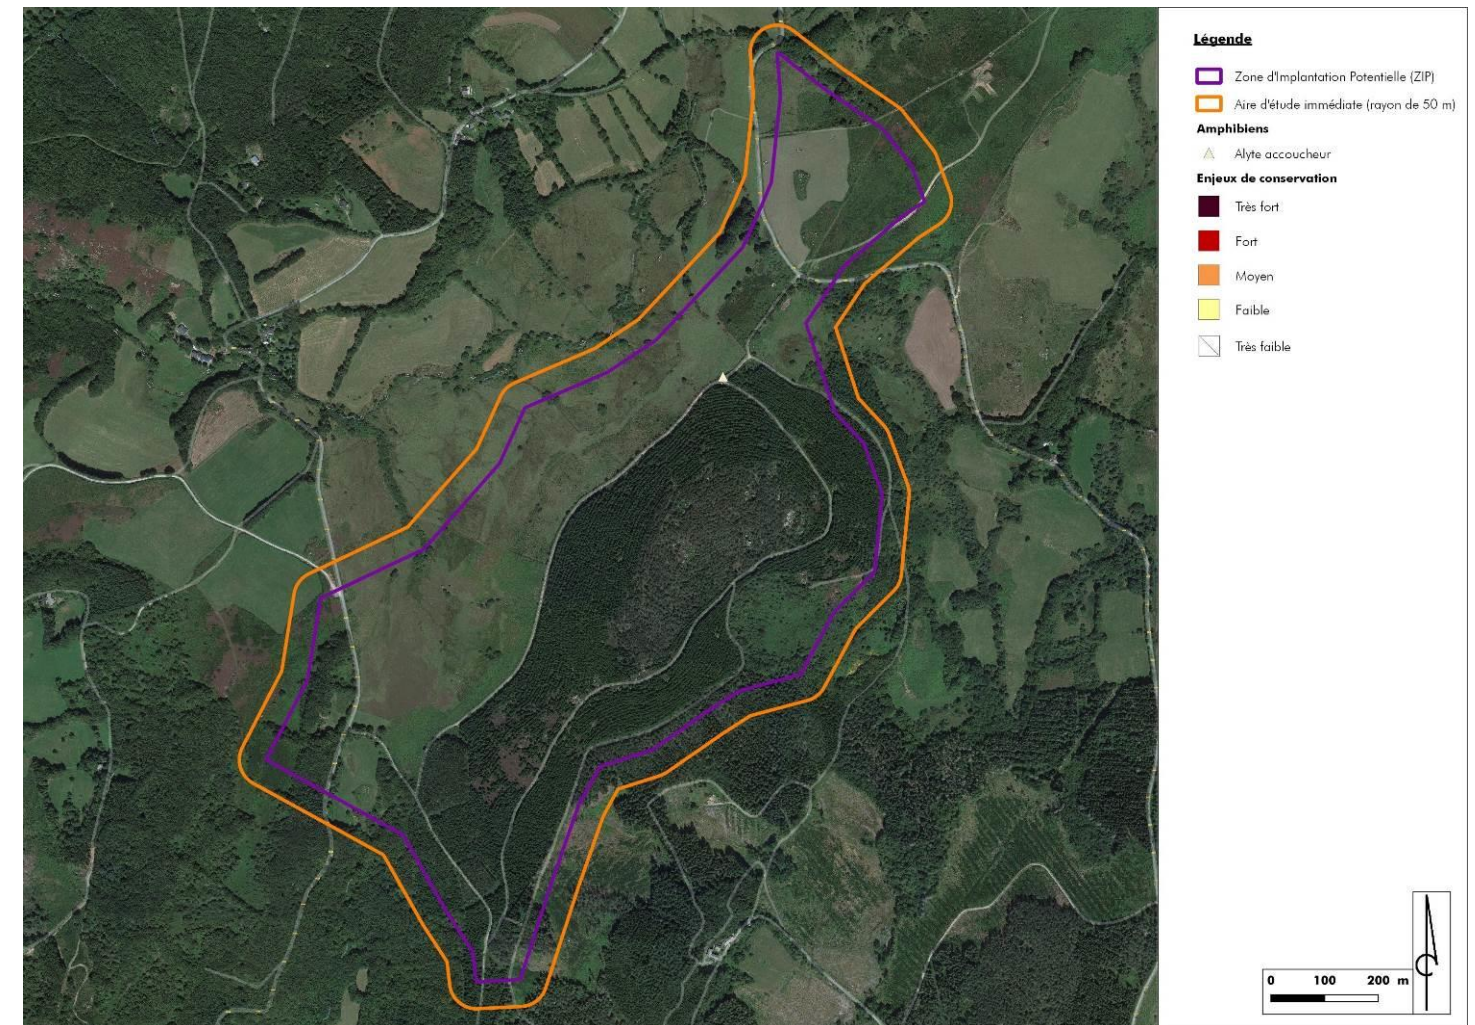 Légende
Zone d'Implantation Potentielle (ZIP)
Aire d'étude immédiate (rayon de 50 m)
Amphibiens
Alyte accoucheur
Enjeux de conservation
Très fort
Fort
Moyen
Faible
Très faible
0 100 200 m